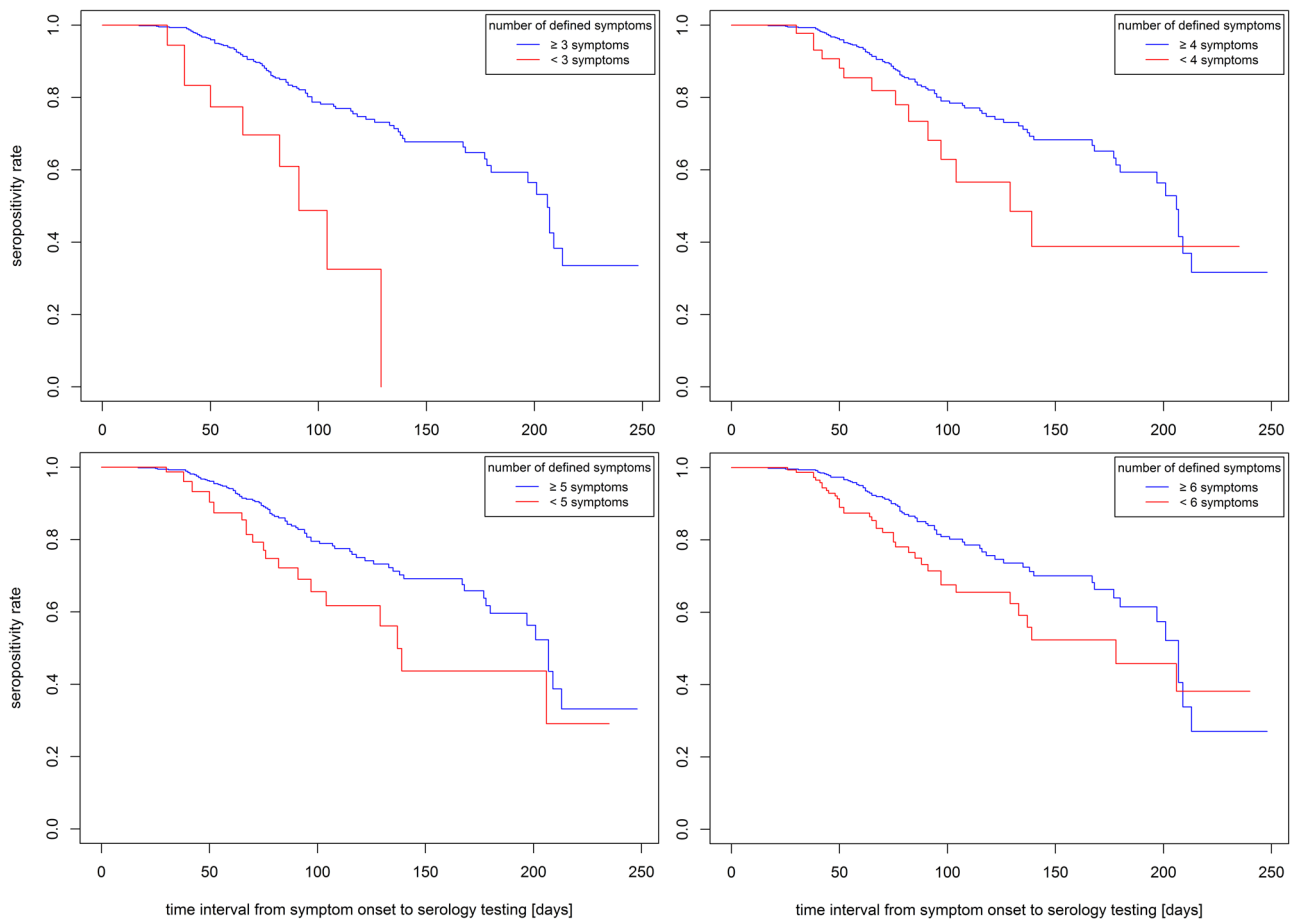 number of defined symptoms
≥ 3 symptoms
< 3 symptoms
seropositivity rate
1.0
0.8
0.6
0.4
0.2
0.0
0 50 100 150 200 250
number of defined symptoms
≥ 4 symptoms
< 4 symptoms
1.0
0.8
0.6
0.4
0.2
0.0
0 50 100 150 200 250
number of defined symptoms
≥ 5 symptoms
< 5 symptoms
seropositivity rate
1.0
0.8
0.6
0.4
0.2
0.0
0 50 100 150 200 250
time interval from symptom onset to serology testing [days]
number of defined symptoms
≥ 6 symptoms
< 6 symptoms
1.0
0.8
0.6
0.4
0.2
0.0
0 50 100 150 200 250
time interval from symptom onset to serology testing [days]